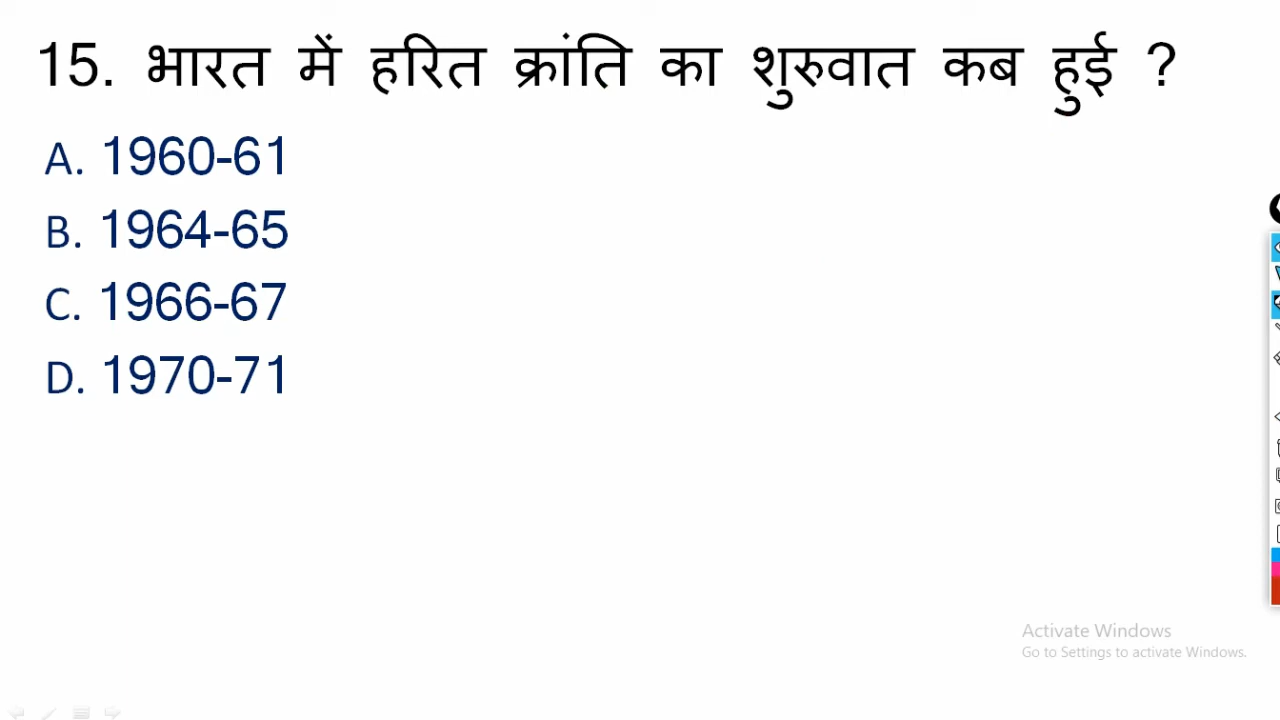 15. भारत में हरित क्रांति का शुरुवात कब हुई ?
A. 1960-61
B. 1964-65
C. 1966-67
D. 1970-71
Activate Windows
Go to Settings to activate Windows.